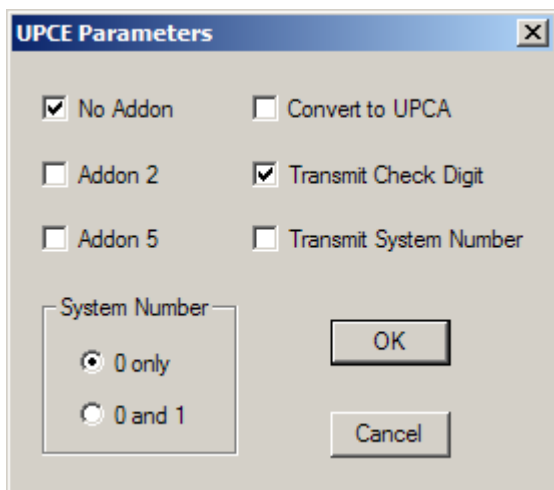 UPCE Parameters
No Addon
Convert to UPCA
Addon 2
Transmit Check Digit
Addon 5
Transmit System Number
System Number
0 only
0 and 1
OK
Cancel